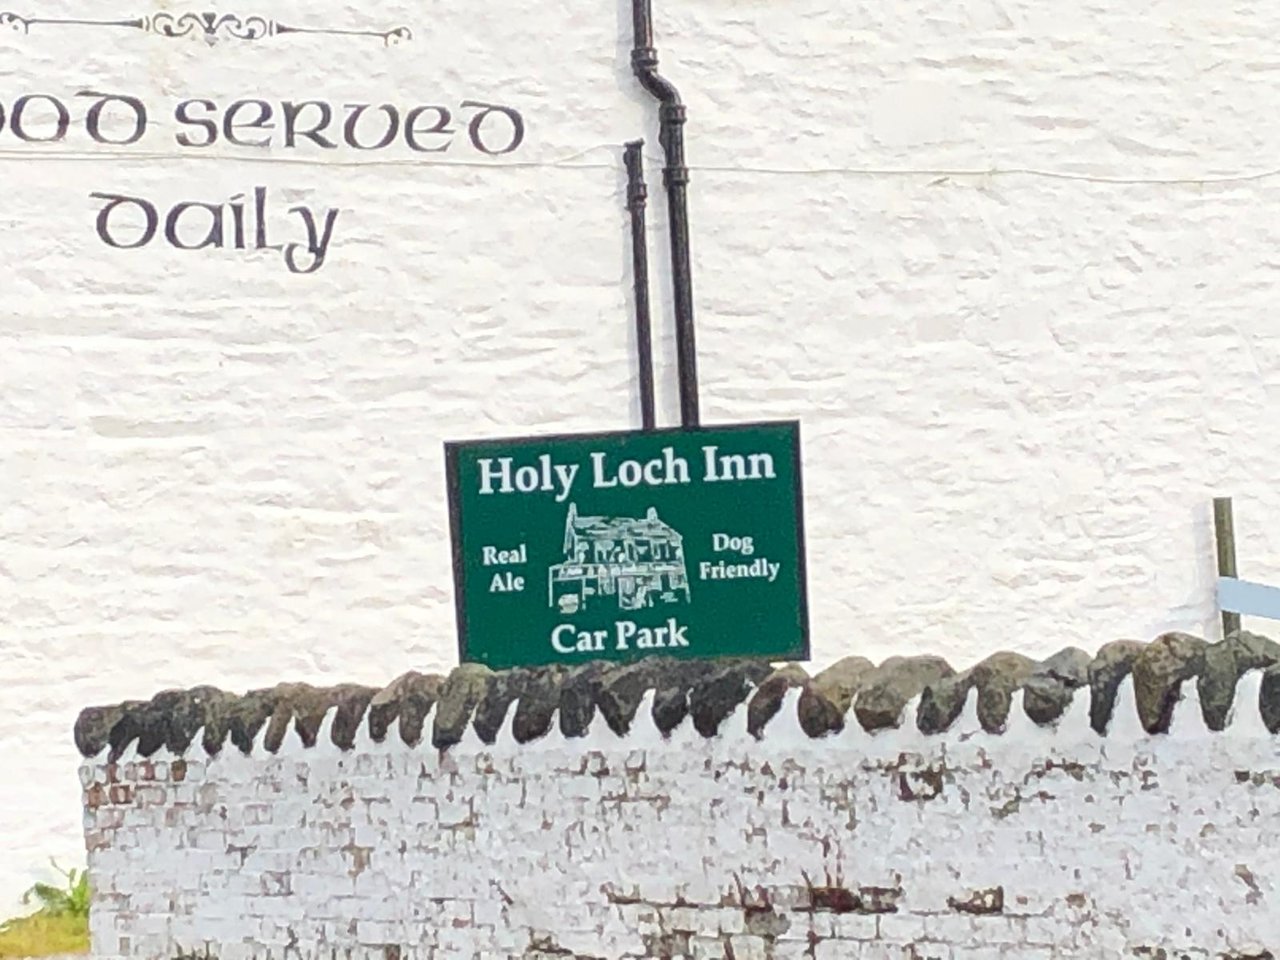 OOD SERVED
DAILY
Holy Loch Inn
Real
Ale
Dog
Friendly
Car Park